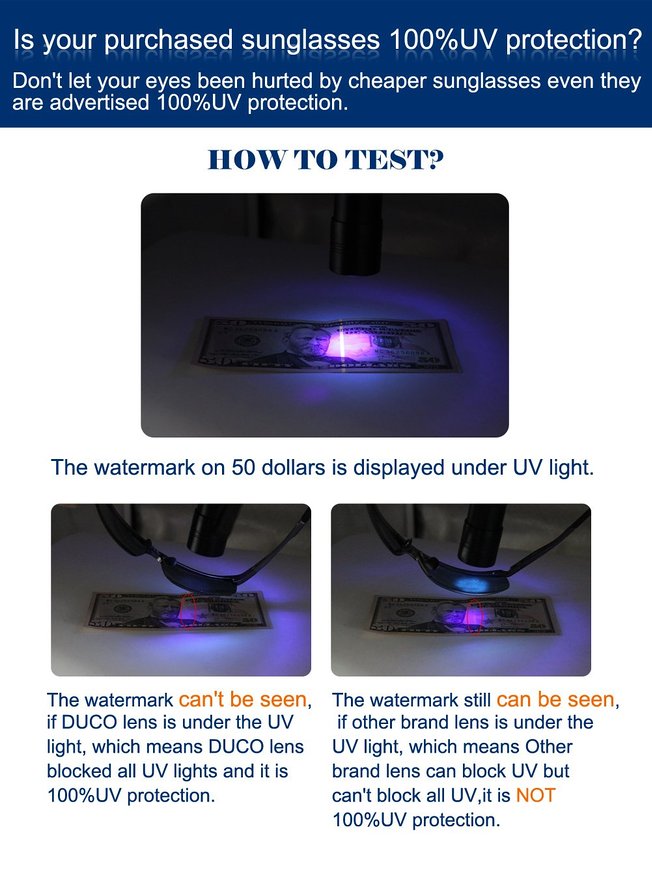 Is your purchased sunglasses 100%UV protection?
Don't let your eyes been hurted by cheaper sunglasses even they
are advertised 100%UV protection.
HOW TO TEST?
The watermark on 50 dollars is displayed under UV light.
The watermark can't be seen,
if DUCO lens is under the UV
light, which means DUCO lens
blocked all UV lights and it is
100%UV protection.
The watermark still can be seen,
if other brand lens is under the
UV light, which means Other
brand lens can block UV but
can't block all UV,it is NOT
100%UV protection.